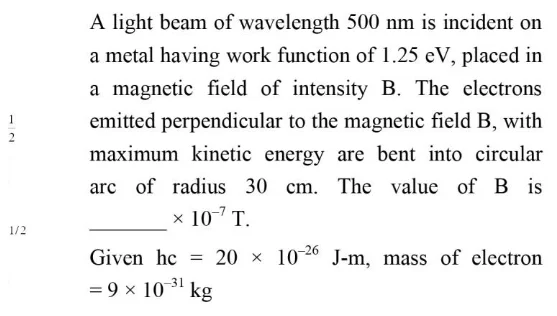 A light beam of wavelength 500 nm is incident on
a metal having work function of 1.25 eV, placed in
a magnetic field of intensity B. The electrons
emitted perpendicular to the magnetic field B, with
maximum kinetic energy are bent into circular
arc of radius 30 cm. The value of B is
________ × 10⁻⁷ T.
Given hc = 20 × 10⁻²⁶ J-m, mass of electron
= 9 × 10⁻³¹ kg
1/2
1/2